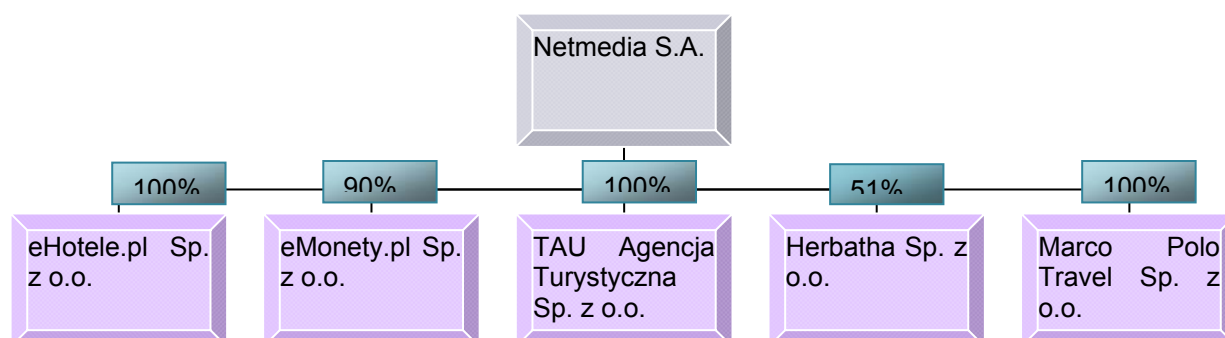 Netmedia S.A.
100%
90%
100%
51%
100%
eHotele.pl Sp.
z o.o.
eMonety.pl Sp.
z o.o.
TAU Agencja
Turystyczna
Sp. z o.o.
Herbatha Sp. z
o.o.
Marco Polo
Travel Sp. z
o.o.